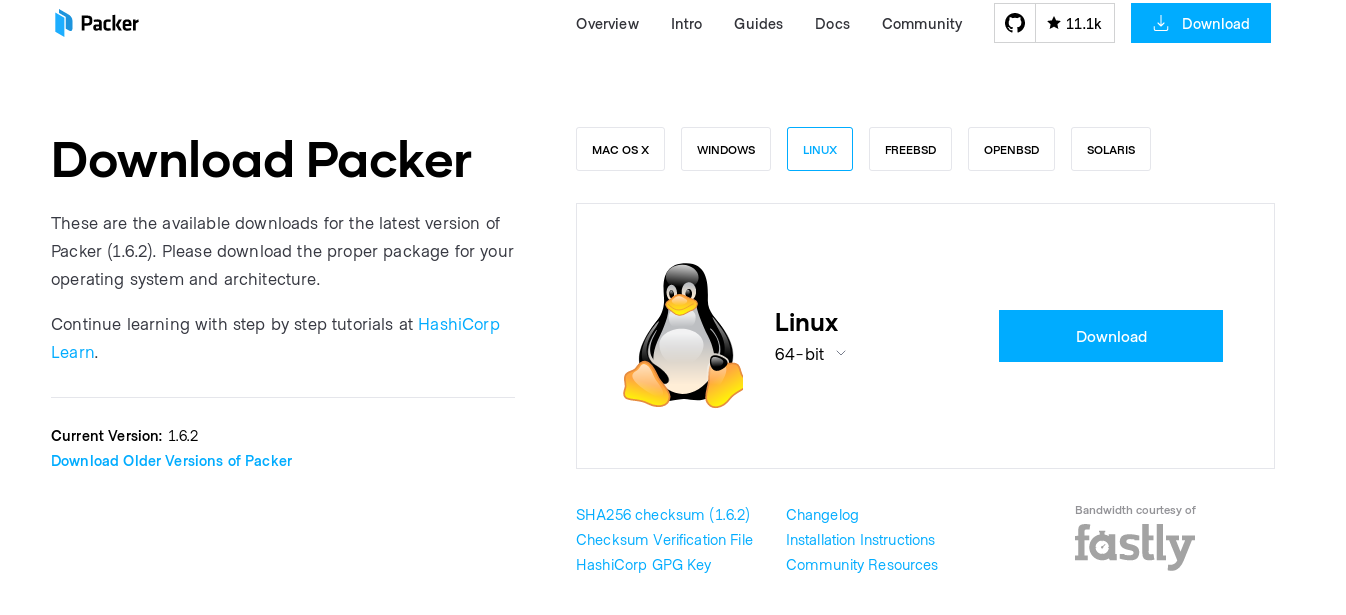 Packer
Overview
Intro
Guides
Docs
Community
11.1k
Download
Download Packer
These are the available downloads for the latest version of
Packer (1.6.2). Please download the proper package for your
operating system and architecture.
Continue learning with step by step tutorials at HashiCorp
Learn.
Current Version: 1.6.2
Download Older Versions of Packer
MAC OS X
WINDOWS
LINUX
FREEBSD
OPENBSD
SOLARIS
Linux
64-bit
Download
SHA256 checksum (1.6.2)
Checksum Verification File
HashiCorp GPG Key
Changelog
Installation Instructions
Community Resources
Bandwidth courtesy of
fastly